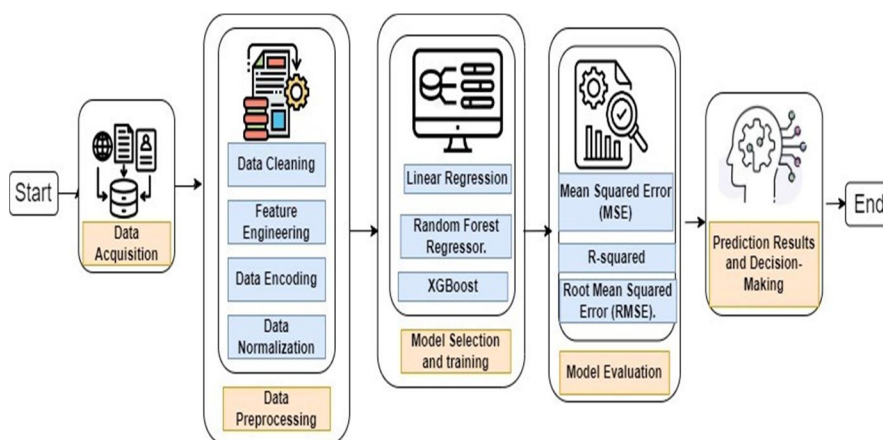 Start
Data
Acquisition
Data Cleaning
Feature
Engineering
Data Encoding
Data
Normalization
Data
Preprocessing
Linear Regression
Random Forest
Regressor.
XGBoost
Model Selection
and training
Mean Squared Error
(MSE)
R-squared
Root Mean Squared
Error (RMSE).
Model Evaluation
Prediction Results
and Decision-
Making
End